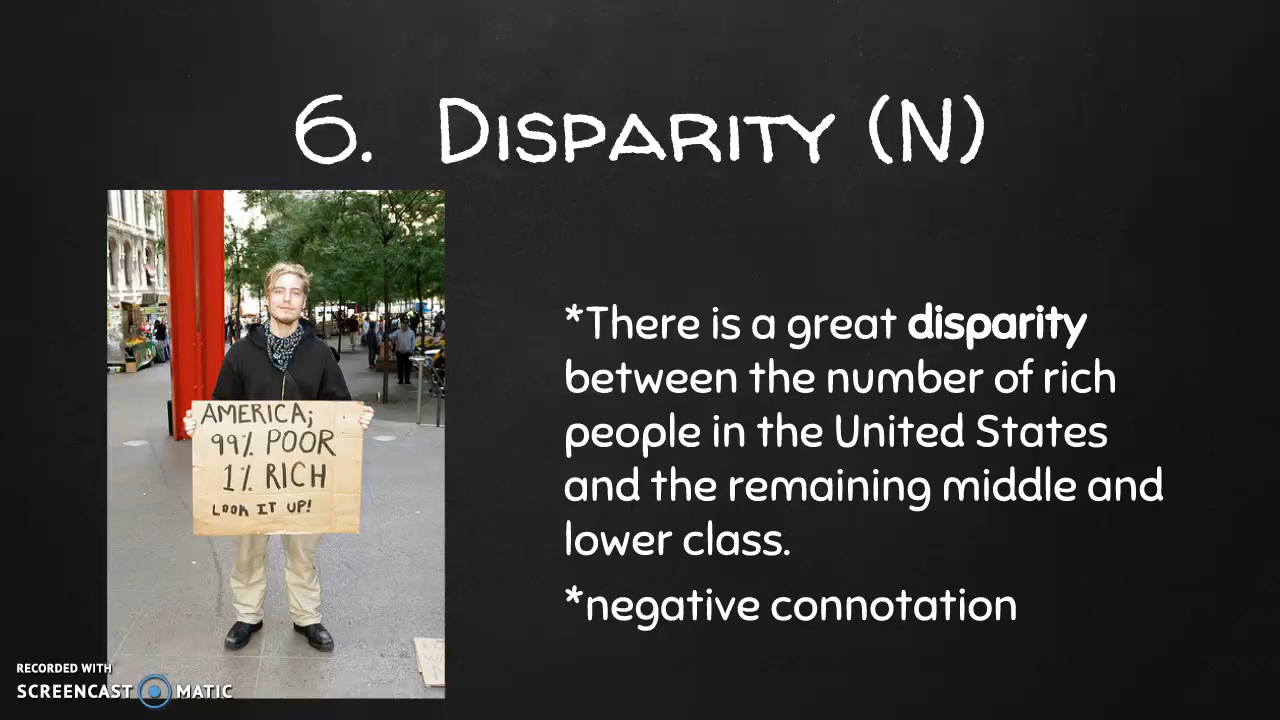 6. Disparity (N)
AMERICA;
99% POOR
1% RICH
LOOK IT UP!
*There is a great disparity
between the number of rich
people in the United States
and the remaining middle and
lower class.
*negative connotation
RECORDED WITH
SCREENCAST MATIC